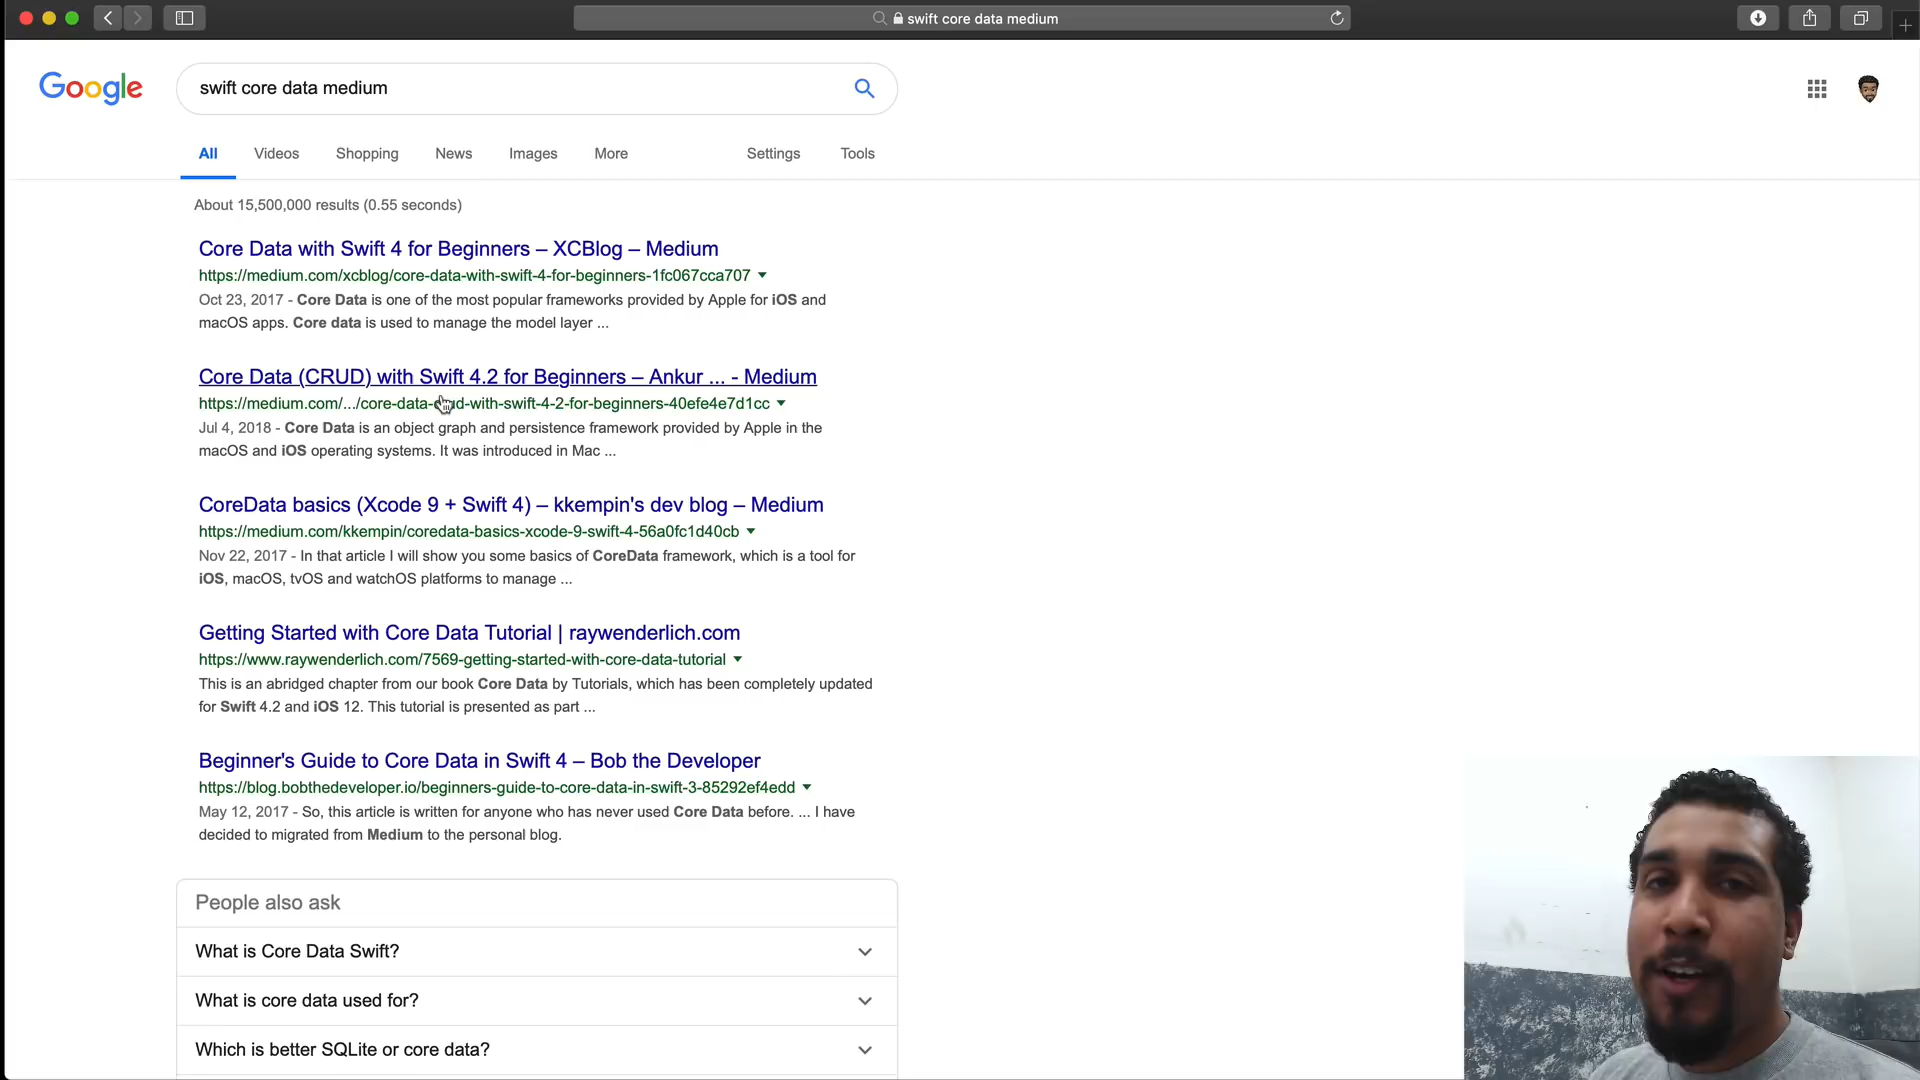 swift core data medium
Google
swift core data medium
All Videos Shopping News Images More Settings Tools
About 15,500,000 results (0.55 seconds)
Core Data with Swift 4 for Beginners – XCBlog – Medium
https://medium.com/xcblog/core-data-with-swift-4-for-beginners-1fc067cca707
Oct 23, 2017 - Core Data is one of the most popular frameworks provided by Apple for iOS and
macOS apps. Core data is used to manage the model layer ...
Core Data (CRUD) with Swift 4.2 for Beginners – Ankur ... - Medium
https://medium.com/.../core-data-crud-with-swift-4-2-for-beginners-40efe4e7d1cc
Jul 4, 2018 - Core Data is an object graph and persistence framework provided by Apple in the
macOS and iOS operating systems. It was introduced in Mac ...
CoreData basics (Xcode 9 + Swift 4) – kkempin's dev blog – Medium
https://medium.com/kkempin/coredata-basics-xcode-9-swift-4-56a0fc1d40cb
Nov 22, 2017 - In that article I will show you some basics of CoreData framework, which is a tool for
iOS, macOS, tvOS and watchOS platforms to manage ...
Getting Started with Core Data Tutorial | raywenderlich.com
https://www.raywenderlich.com/7569-getting-started-with-core-data-tutorial
This is an abridged chapter from our book Core Data by Tutorials, which has been completely updated
for Swift 4.2 and iOS 12. This tutorial is presented as part ...
Beginner's Guide to Core Data in Swift 4 – Bob the Developer
https://blog.bobthedeveloper.io/beginners-guide-to-core-data-in-swift-3-85292ef4edd
May 12, 2017 - So, this article is written for anyone who has never used Core Data before. ... I have
decided to migrated from Medium to the personal blog.
People also ask
What is Core Data Swift?
What is core data used for?
Which is better SQLite or core data?